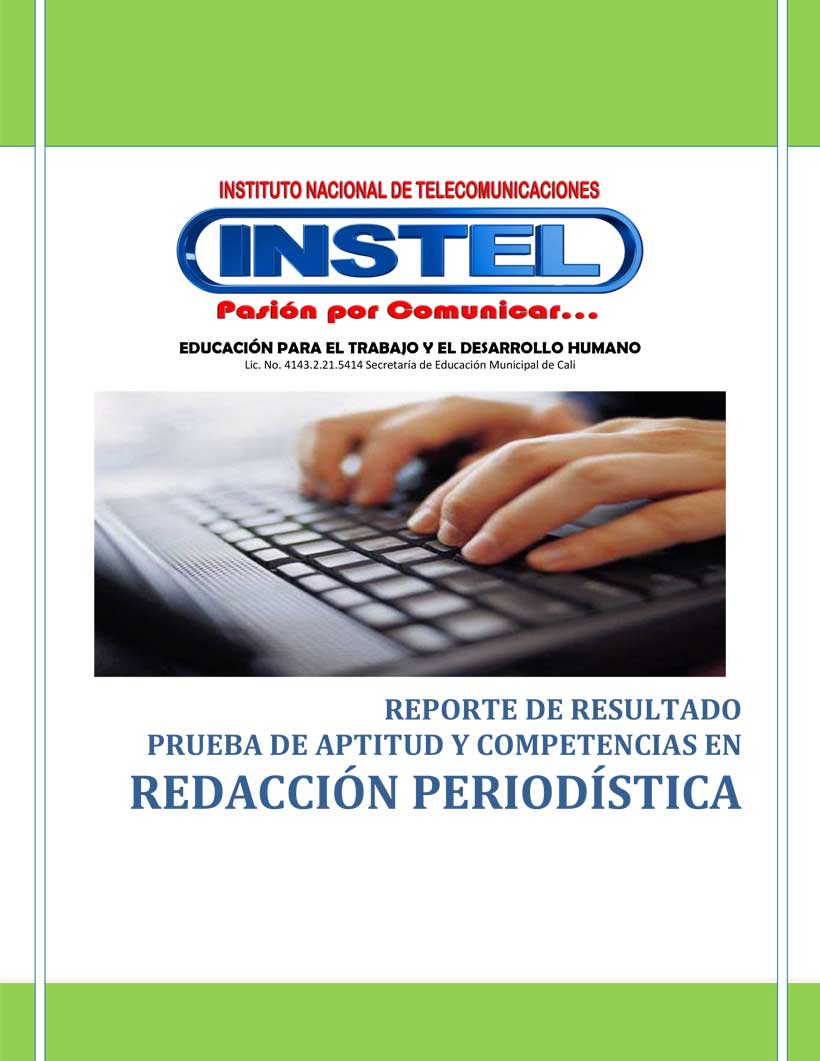 INSTITUTO NACIONAL DE TELECOMUNICACIONES
INSTEL
Pasión por Comunicar...
EDUCACIÓN PARA EL TRABAJO Y EL DESARROLLO HUMANO
Lic. No. 4143.2.21.5414 Secretaría de Educación Municipal de Cali
REPORTE DE RESULTADO
PRUEBA DE APTITUD Y COMPETENCIAS EN
REDACCIÓN PERIODÍSTICA